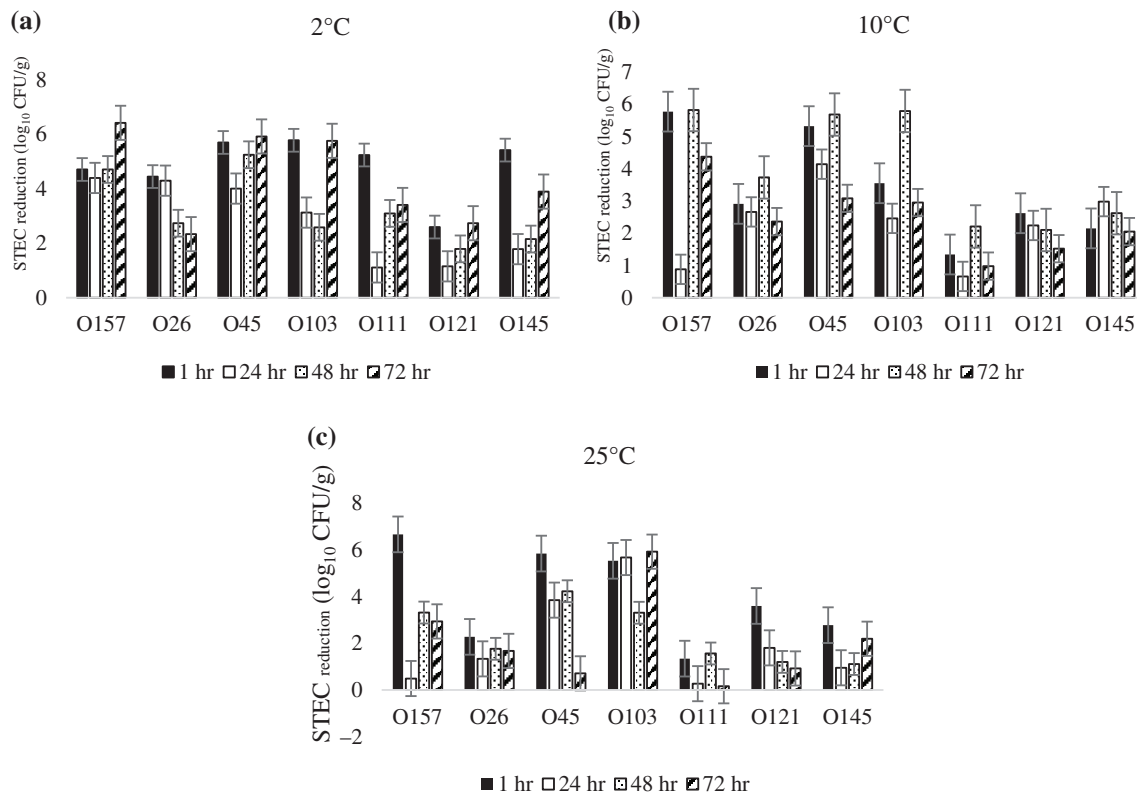 (a)
2°C
STEC reduction (log10 CFU/g)
8
6
4
2
0
O157 O26 O45 O103 O111 O121 O145
1 hr 24 hr 48 hr 72 hr
(b)
10°C
STEC reduction (log10 CFU/g)
7
6
5
4
3
2
1
0
O157 O26 O45 O103 O111 O121 O145
1 hr 24 hr 48 hr 72 hr
(c)
25°C
STEC reduction (log10 CFU/g)
8
6
4
2
0
–2
O157 O26 O45 O103 O111 O121 O145
1 hr 24 hr 48 hr 72 hr